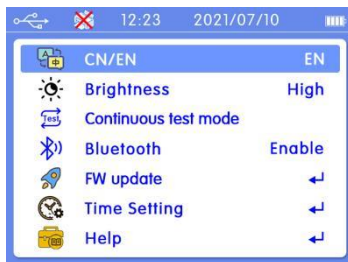 12:23 2021/07/10
CN/EN EN
Brightness High
Test Continuous test mode
Bluetooth Enable
FW update
Time Setting
Help